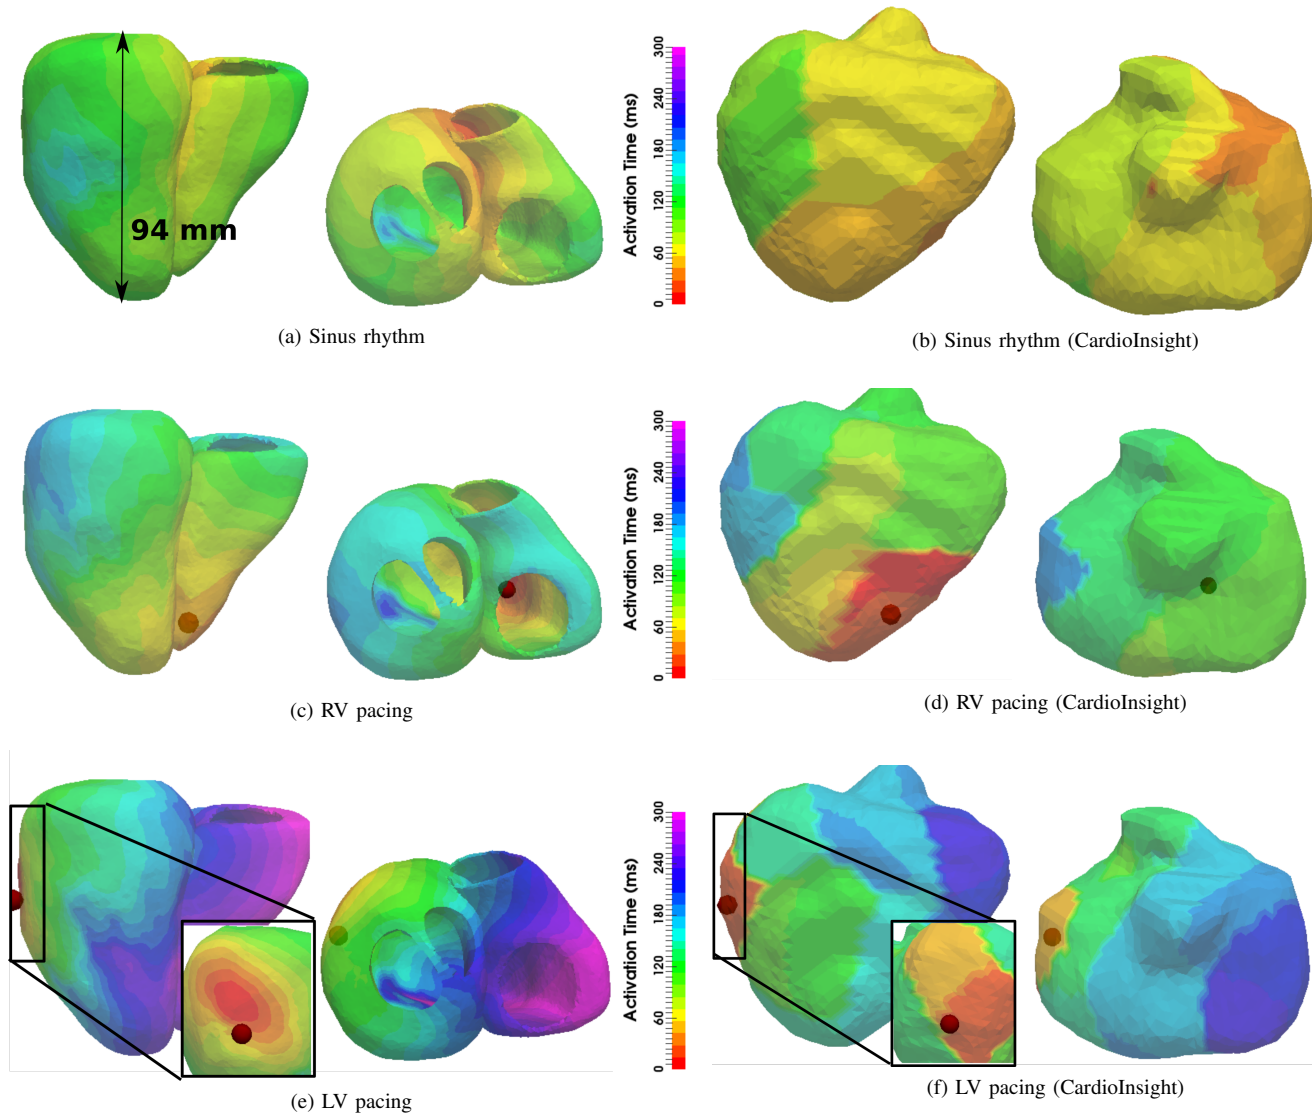 94 mm
300
240
180
120
60
0
Activation Time (ms)
(a) Sinus rhythm
(b) Sinus rhythm (CardioInsight)
300
240
180
120
60
0
Activation Time (ms)
(c) RV pacing
(d) RV pacing (CardioInsight)
300
240
180
120
60
0
Activation Time (ms)
(e) LV pacing
(f) LV pacing (CardioInsight)